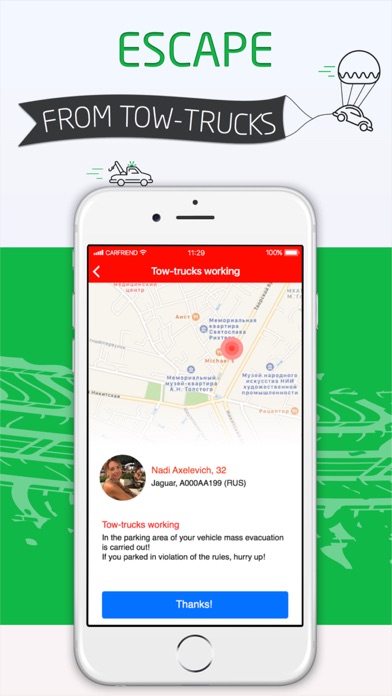 ESCAPE
FROM TOW-TRUCKS
CARFRIEND 11:29 100%
Tow-trucks working
медицинский
центр
Аист
Мемориальная
квартира
Святослава
Рихтера
Тверской
Michael
Мемориальный
музей-квартира
А.Н. Толстого
Музей народного
искусства НИИ
художественной
промышленности
Рецептор
Никитская
Nadi Axelevich, 32
Jaguar, A000AA199 (RUS)
Tow-trucks working
In the parking area of your vehicle mass evacuation
is carried out!
If you parked in violation of the rules, hurry up!
Thanks!